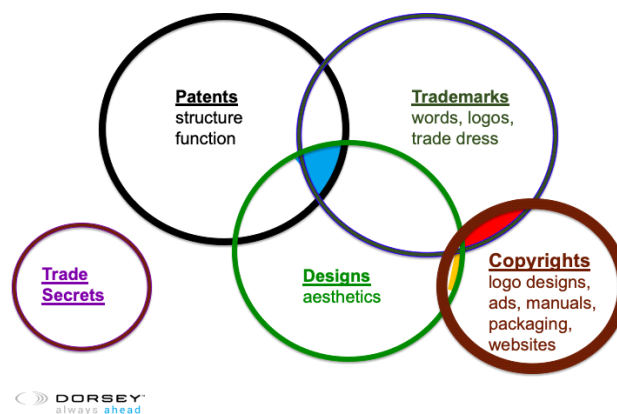 Patents
structure
function
Trademarks
words, logos,
trade dress
Trade
Secrets
Designs
aesthetics
Copyrights
logo designs,
ads, manuals,
packaging,
websites
DORSEY™
always ahead